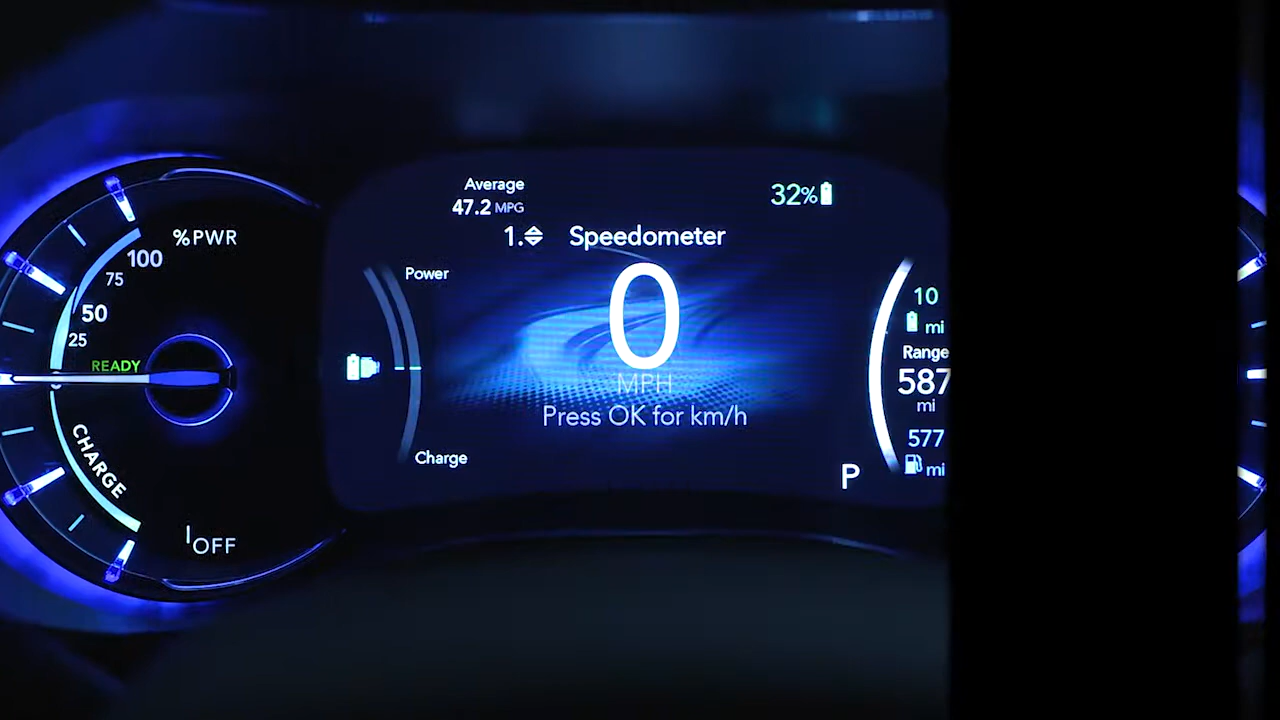 %PWR
100
75
50
25
READY
CHARGE
OFF
Average
47.2 MPG
32%
1. Speedometer
Power
0
MPH
Press OK for km/h
Charge
P
10
mi
Range
587
mi
577
mi